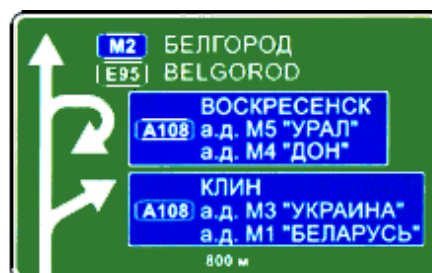 M2 БЕЛГОРОД
E95 BELGOROD
ВОСКРЕСЕНСК
A108 а.д. М5 "УРАЛ"
а.д. М4 "ДОН"
КЛИН
A108 а.д. М3 "УКРАИНА"
а.д. М1 "БЕЛАРУСЬ"
800 м